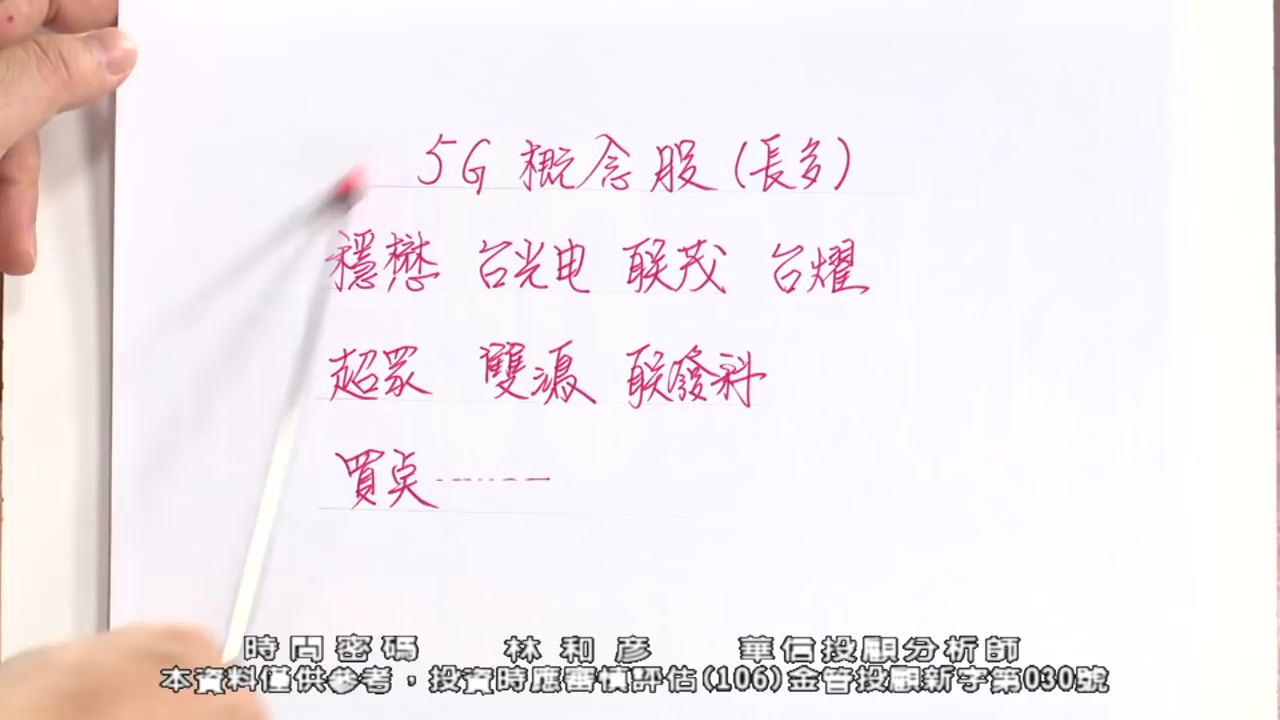 5G 概念股(長多)
穩懋 台光电 联茂 台燿
超眾 雙鴻 联發科
買点------
時間密碼 林和彥 華信投顧分析師
本資料僅供參考，投資時應審慎評估(106)金管投顧新字第030號